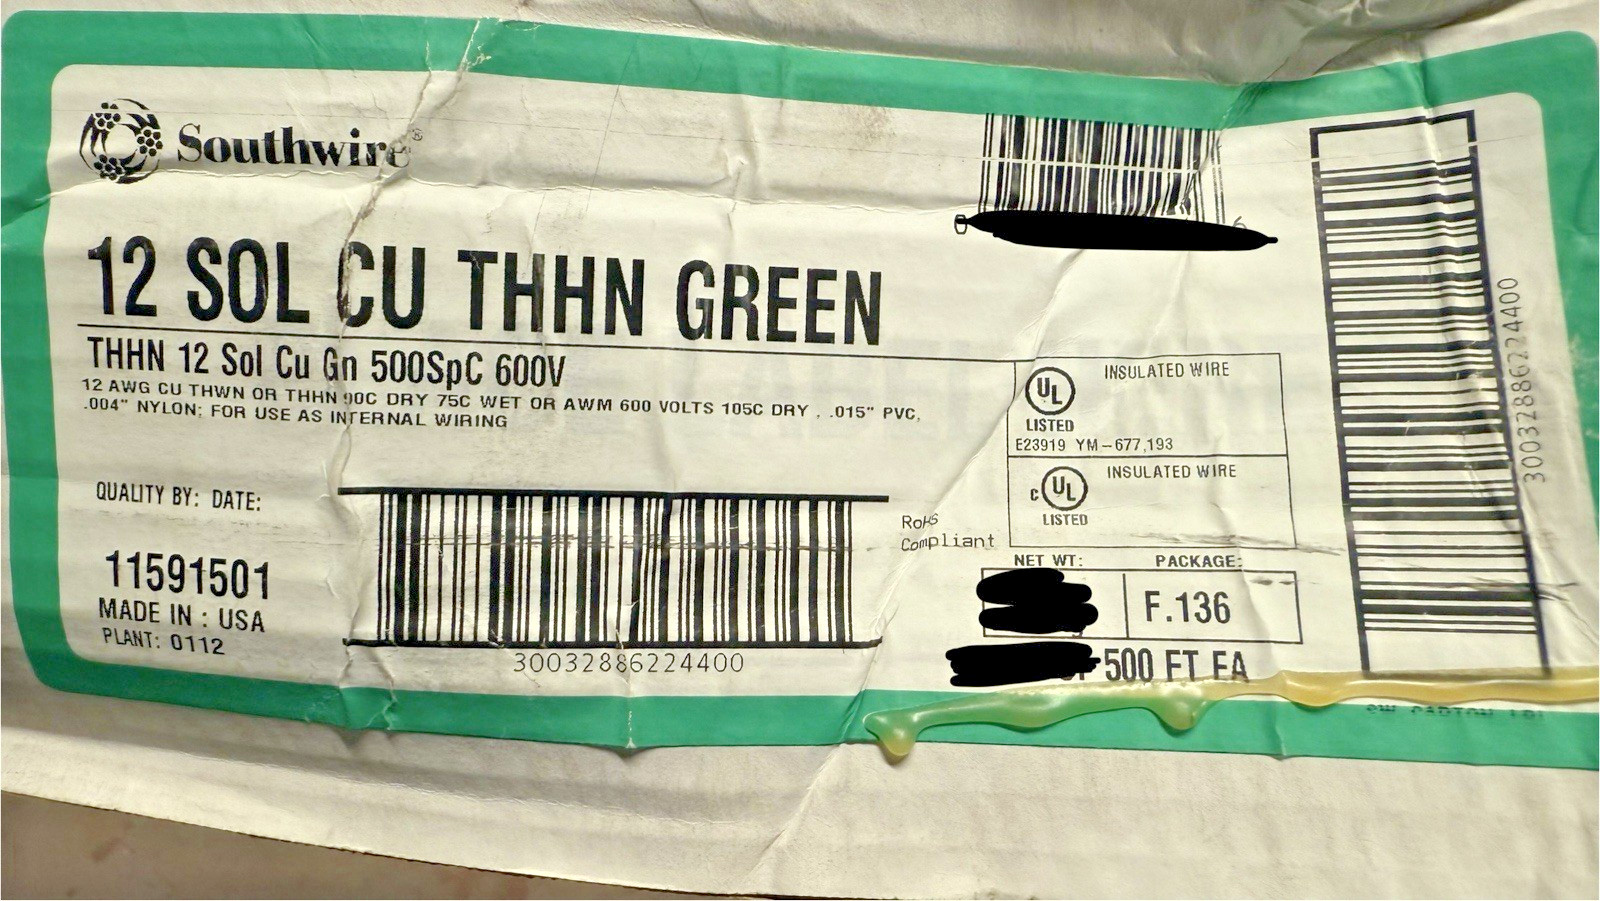 Southwire®
12 SOL CU THHN GREEN
THHN 12 Sol Cu Gn 500SpC 600V
12 AWG CU THWN OR THHN 90C DRY 75C WET OR AWM 600 VOLTS 105C DRY , .015" PVC,
.004" NYLON; FOR USE AS INTERNAL WIRING
UL
INSULATED WIRE
LISTED
E23919 YM-677,193
c UL
INSULATED WIRE
LISTED
QUALITY BY: DATE:
RoHS
Compliant
11591501
MADE IN : USA
PLANT: 0112
30032886224400
NET WT:
PACKAGE:
F.136
500 FT EA
30032886224400